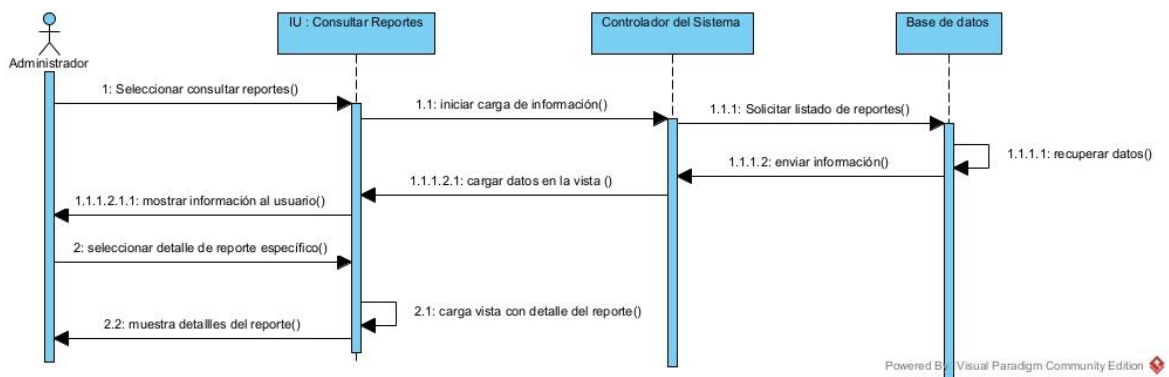 IU : Consultar Reportes
Controlador del Sistema
Base de datos
Administrador
1: Seleccionar consultar reportes()
1.1: iniciar carga de información()
1.1.1: Solicitar listado de reportes()
1.1.1.1: recuperar datos()
1.1.1.2: enviar información()
1.1.1.2.1: cargar datos en la vista ()
1.1.1.2.1.1: mostrar información al usuario()
2: seleccionar detalle de reporte específico()
2.1: carga vista con detalle del reporte()
2.2: muestra detallles del reporte()
Powered By Visual Paradigm Community Edition